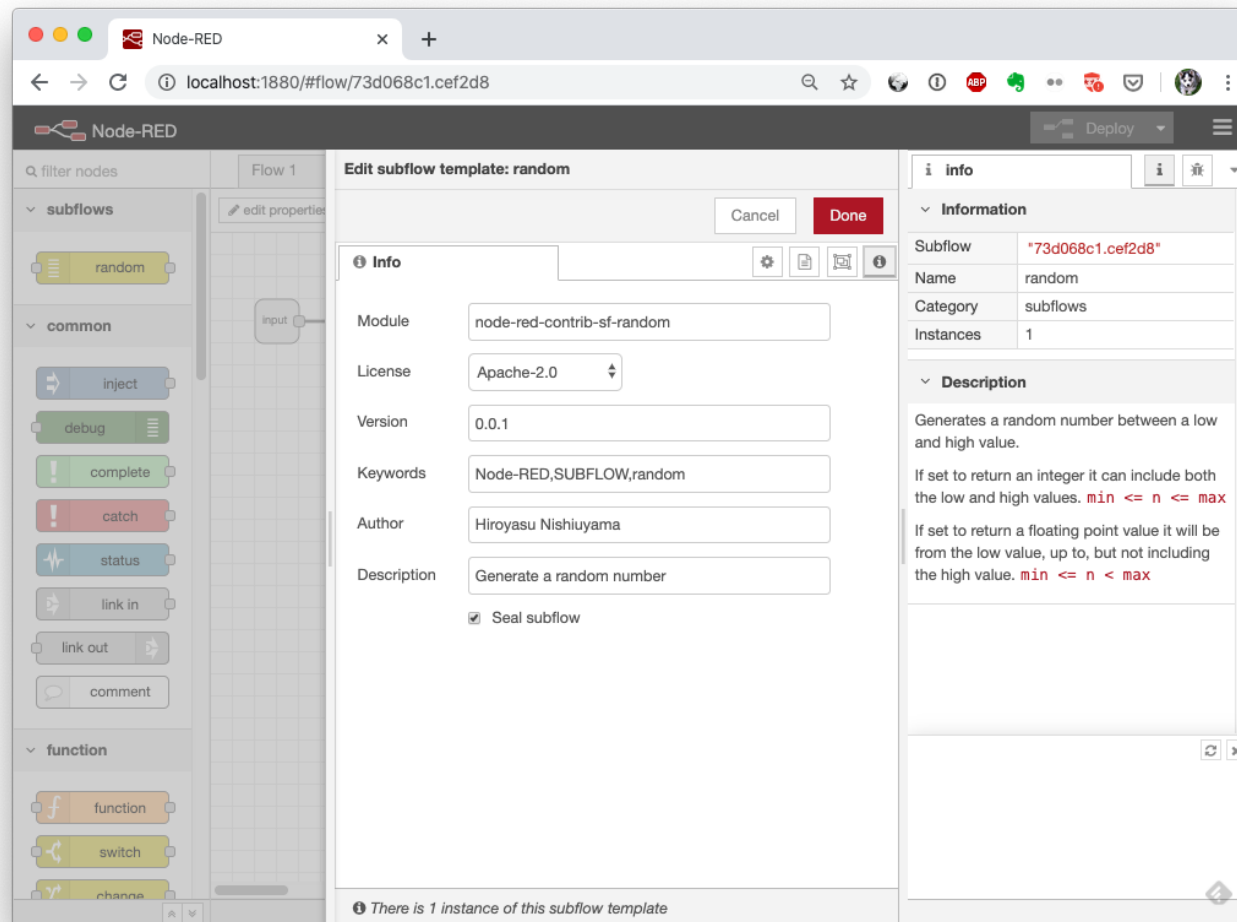 Node-RED
localhost:1880/#flow/73d068c1.cef2d8
ABP
Node-RED
Deploy
filter nodes
Flow 1
edit properties
subflows
random
input
common
inject
debug
complete
catch
status
link in
link out
comment
function
function
switch
change
Edit subflow template: random
Cancel
Done
Info
Module
node-red-contrib-sf-random
License
Apache-2.0
Version
0.0.1
Keywords
Node-RED,SUBFLOW,random
Author
Hiroyasu Nishiuyama
Description
Generate a random number
Seal subflow
There is 1 instance of this subflow template
info
Information
Subflow "73d068c1.cef2d8"
Name random
Category subflows
Instances 1
Description
Generates a random number between a low
and high value.
If set to return an integer it can include both
the low and high values. min <= n <= max
If set to return a floating point value it will be
from the low value, up to, but not including
the high value. min <= n < max